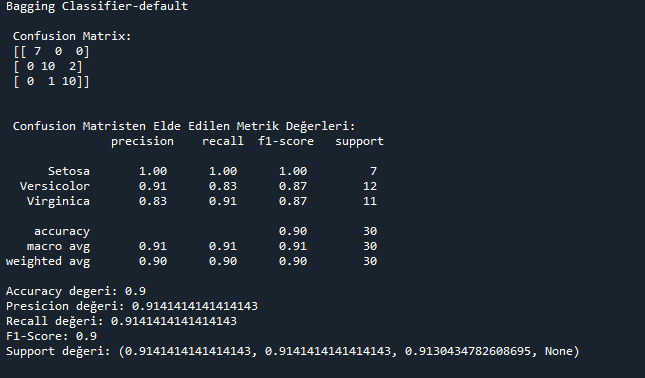 Bagging Classifier-default
Confusion Matrix:
[[ 7 0 0]
[ 0 10 2]
[ 0 1 10]]
Confusion Matristen Elde Edilen Metrik Değerleri:
precision recall f1-score support
Setosa 1.00 1.00 1.00 7
Versicolor 0.91 0.83 0.87 12
Virginica 0.83 0.91 0.87 11
accuracy 0.90 30
macro avg 0.91 0.91 0.91 30
weighted avg 0.90 0.90 0.90 30
Accuracy degeri: 0.9
Presicion değeri: 0.9141414141414143
Recall değeri: 0.9141414141414143
F1-Score: 0.9
Support değeri: (0.9141414141414143, 0.9141414141414143, 0.9130434782608695, None)